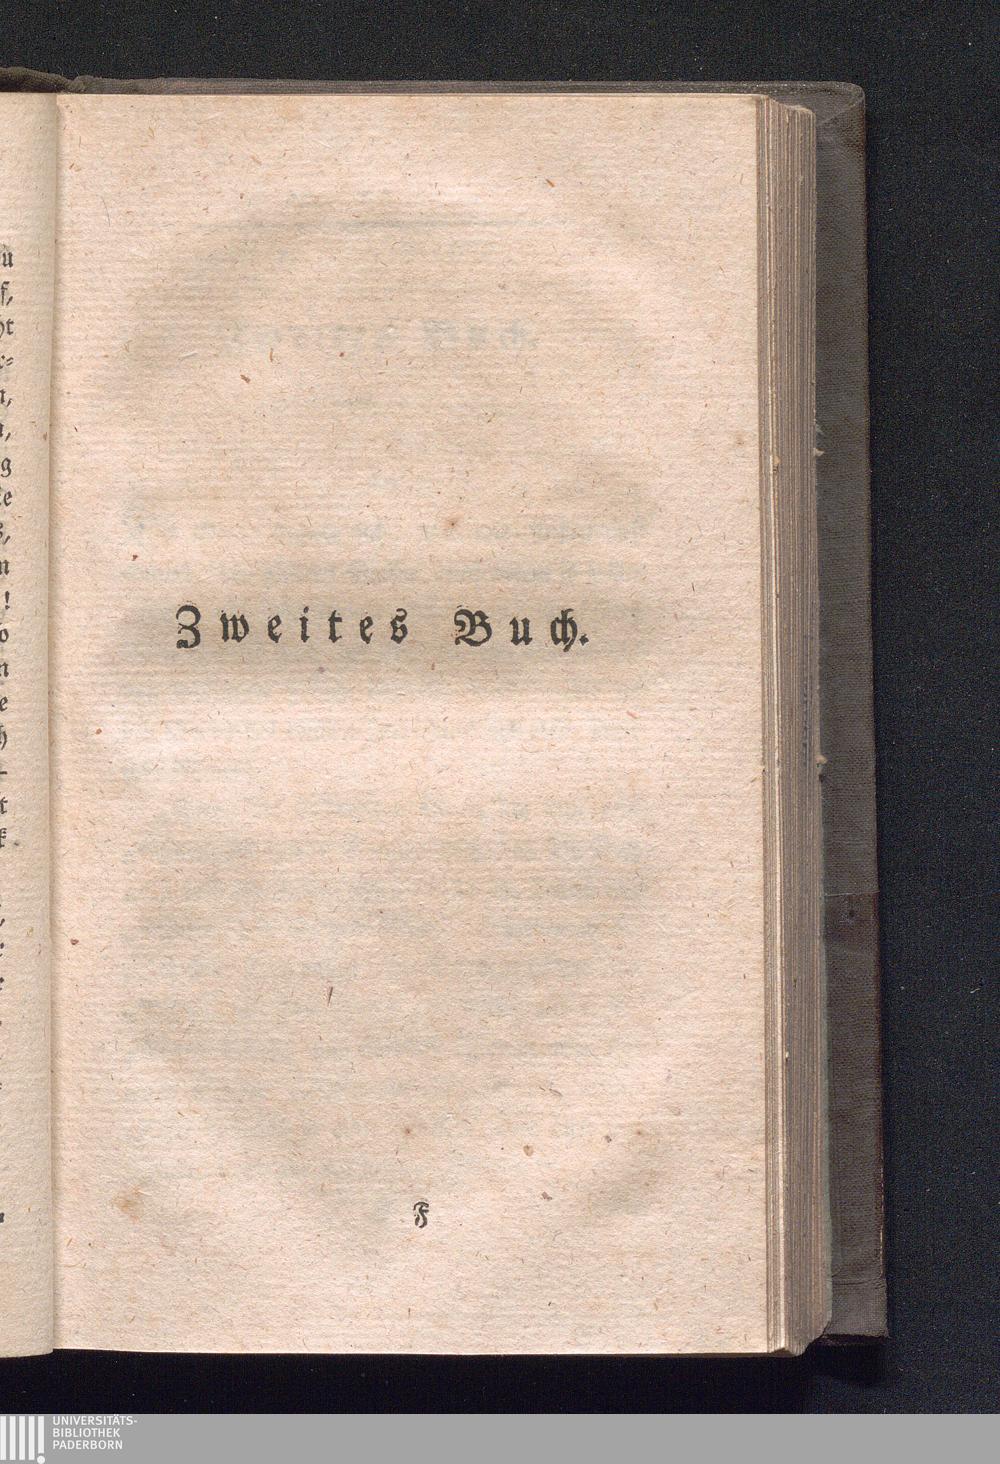 Zweites Buch.
F
UNIVERSITÄTS-
BIBLIOTHEK
PADERBORN